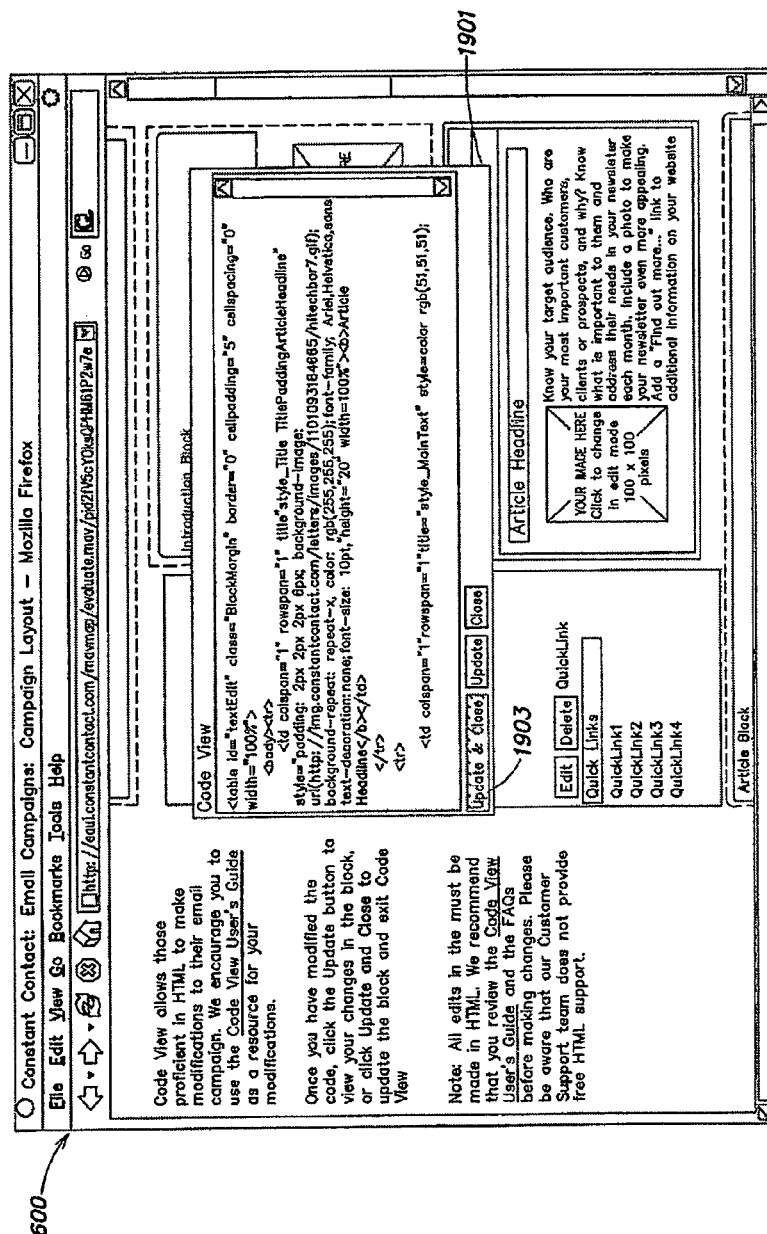 600
Constant Contact: Email Campaigns: Campaign Layout – Mozilla Firefox
File Edit View Go Bookmarks Tools Help
Go
Code View allows those
proficient in HTML to make
modifications to their email
campaign. We encourage you to
use the Code View User's Guide
as a resource for your
modifications.
Once you have modified the
code, click the Update button to
view your changes in the block,
or click Update and Close to
update the block and exit Code
View
Note: All edits in the must be
made in HTML. We recommend
that you review the Code View
User's Guide and the FAQs
before making changes. Please
be aware that our Customer
Support team does not provide
free HTML support.
Introduction Block
RE
Code View
<table id="textEdit" class="BlockMargin" border="0" cellpadding="5" cellspacing="0"
width="100%">
<body><tr>
<td colspan="1" rowspan="1" title"style_Title TitlePaddingArticleHeadline"
style="padding: 2px 2px 2px 6px; background-image:
url(http://img.constantcontact.com/letters/images/1101093184665/hitechbar7.gif);
background-repeat: repeat-x, color: rgb(255,255,255); font-family; Ariel,Helvetica,sans
text-decoration:none; font-size: 10pt,"height="20" width=100%"><b>Article
Headline</b></td>
</tr>
<tr>
<td colspan="1"rowspan="1"title="style_MainText" style=color rgb(51,51,51);
Update & Close Update Close
1901
1903
Edit Delete QuickLink
Quick Links
QuickLink1
QuickLink2
QuickLink3
QuickLink4
Article Headline
YOUR IMAGE HERE
Click to change
in edit mode
100 x 100
pixels
Know your target audience. Who are
your most important customers,
clients or prospects, and why? Know
what is important to them and
address their needs in your newsletter
each month. Include a photo to make
your newsletter even more appealing.
Add a "Find out more..." link to
additional information on your website
Article Block